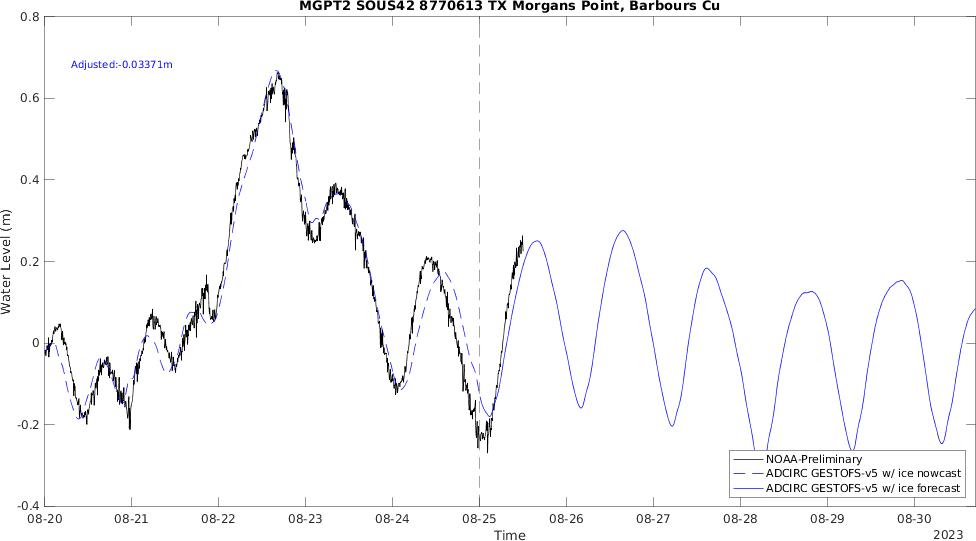 MGPT2 SOUS42 8770613 TX Morgans Point, Barbours Cu
0.8
Adjusted:-0.03371m
0.6
0.4
0.2
0
-0.2
-0.4
Water Level (m)
NOAA-Preliminary
ADCIRC GESTOFS-v5 w/ ice nowcast
ADCIRC GESTOFS-v5 w/ ice forecast
08-20 08-21 08-22 08-23 08-24 08-25 08-26 08-27 08-28 08-29 08-30
Time
2023